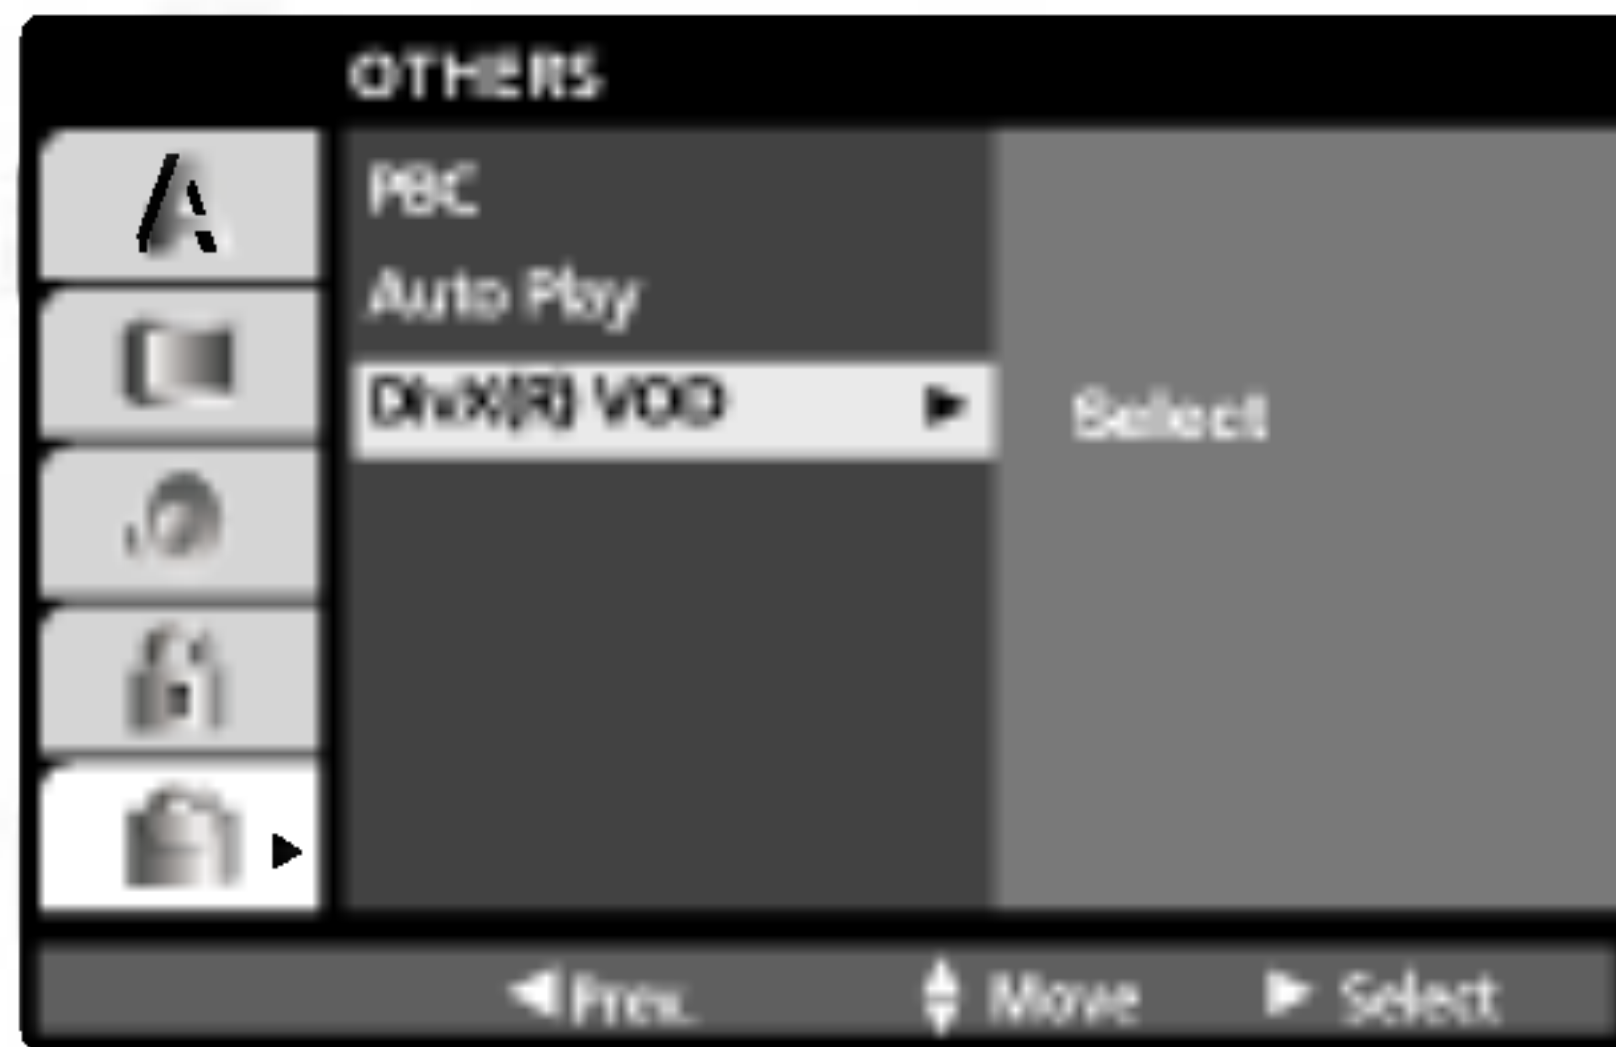 OTHERS
A
PBC
Auto Play
DivX(R) VOD ▶ Select
◀ Prev. Move ▶ Select